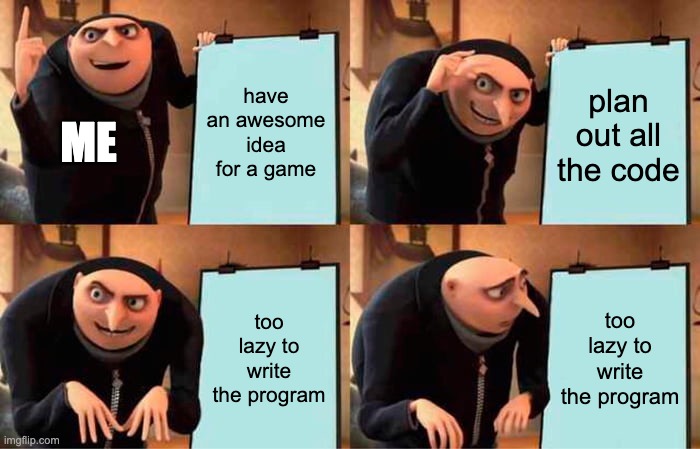 ME
have
an awesome
idea
for a game
plan
out all
the code
too
lazy to
write
the program
too
lazy to
write
the program
imgflip.com